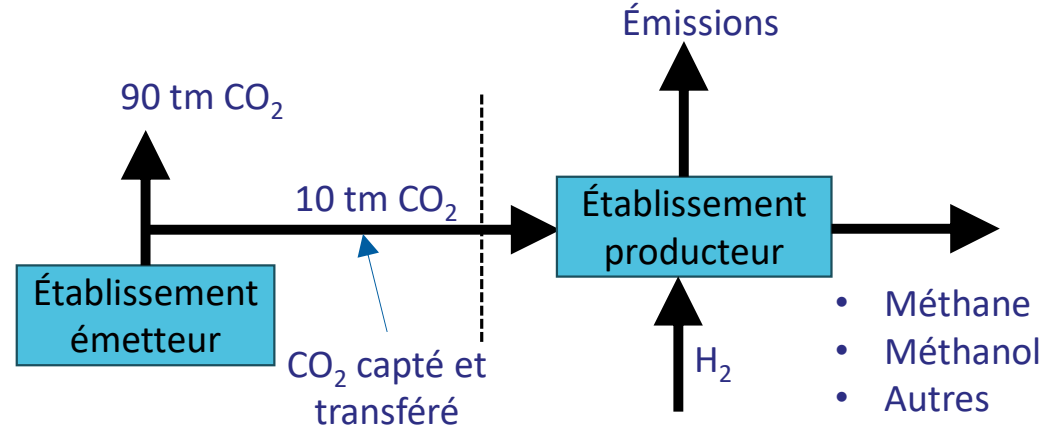 Émissions
90 tm CO₂
10 tm CO₂
Établissement
producteur
Établissement
émetteur
CO₂ capté et
transféré
H₂
• Méthane
• Méthanol
• Autres